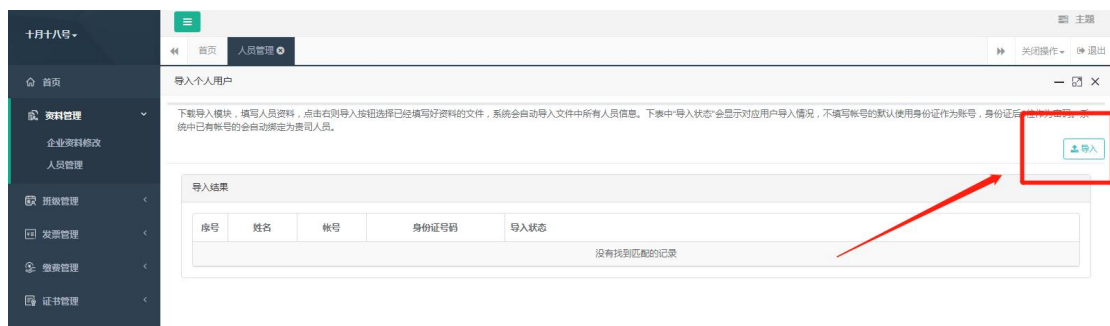 十月十八号
主题
首页
人员管理
关闭操作
退出
首页
资料管理
企业资料修改
人员管理
班级管理
发票管理
缴费管理
证书管理
导入个人用户
下载导入模块，填写人员资料，点击右则导入按钮选择已经填写好资料的文件，系统会自动导入文件中所有人员信息。下表中“导入状态”会显示对应用户导入情况，不填写帐号的默认使用身份证作为账号，身份证后
统中已有帐号的会自动绑定为贵司人员。
导入
导入结果
序号 姓名 帐号 身份证号码 导入状态
没有找到匹配的记录